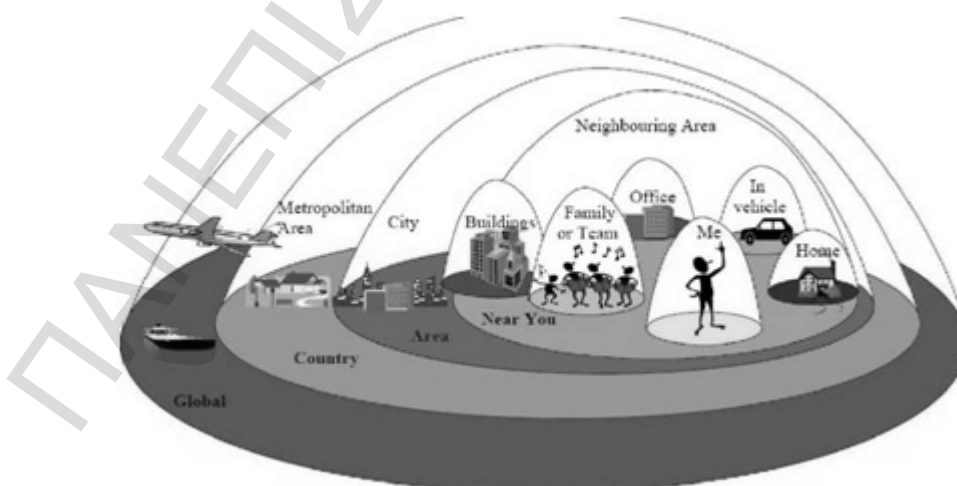 ΠΑΝΕΠΙΣ
Neighbouring Area
Metropolitan
Area
City
Buildings
Family
or Team
Office
In
vehicle
Me
Home
Near You
Area
Country
Global